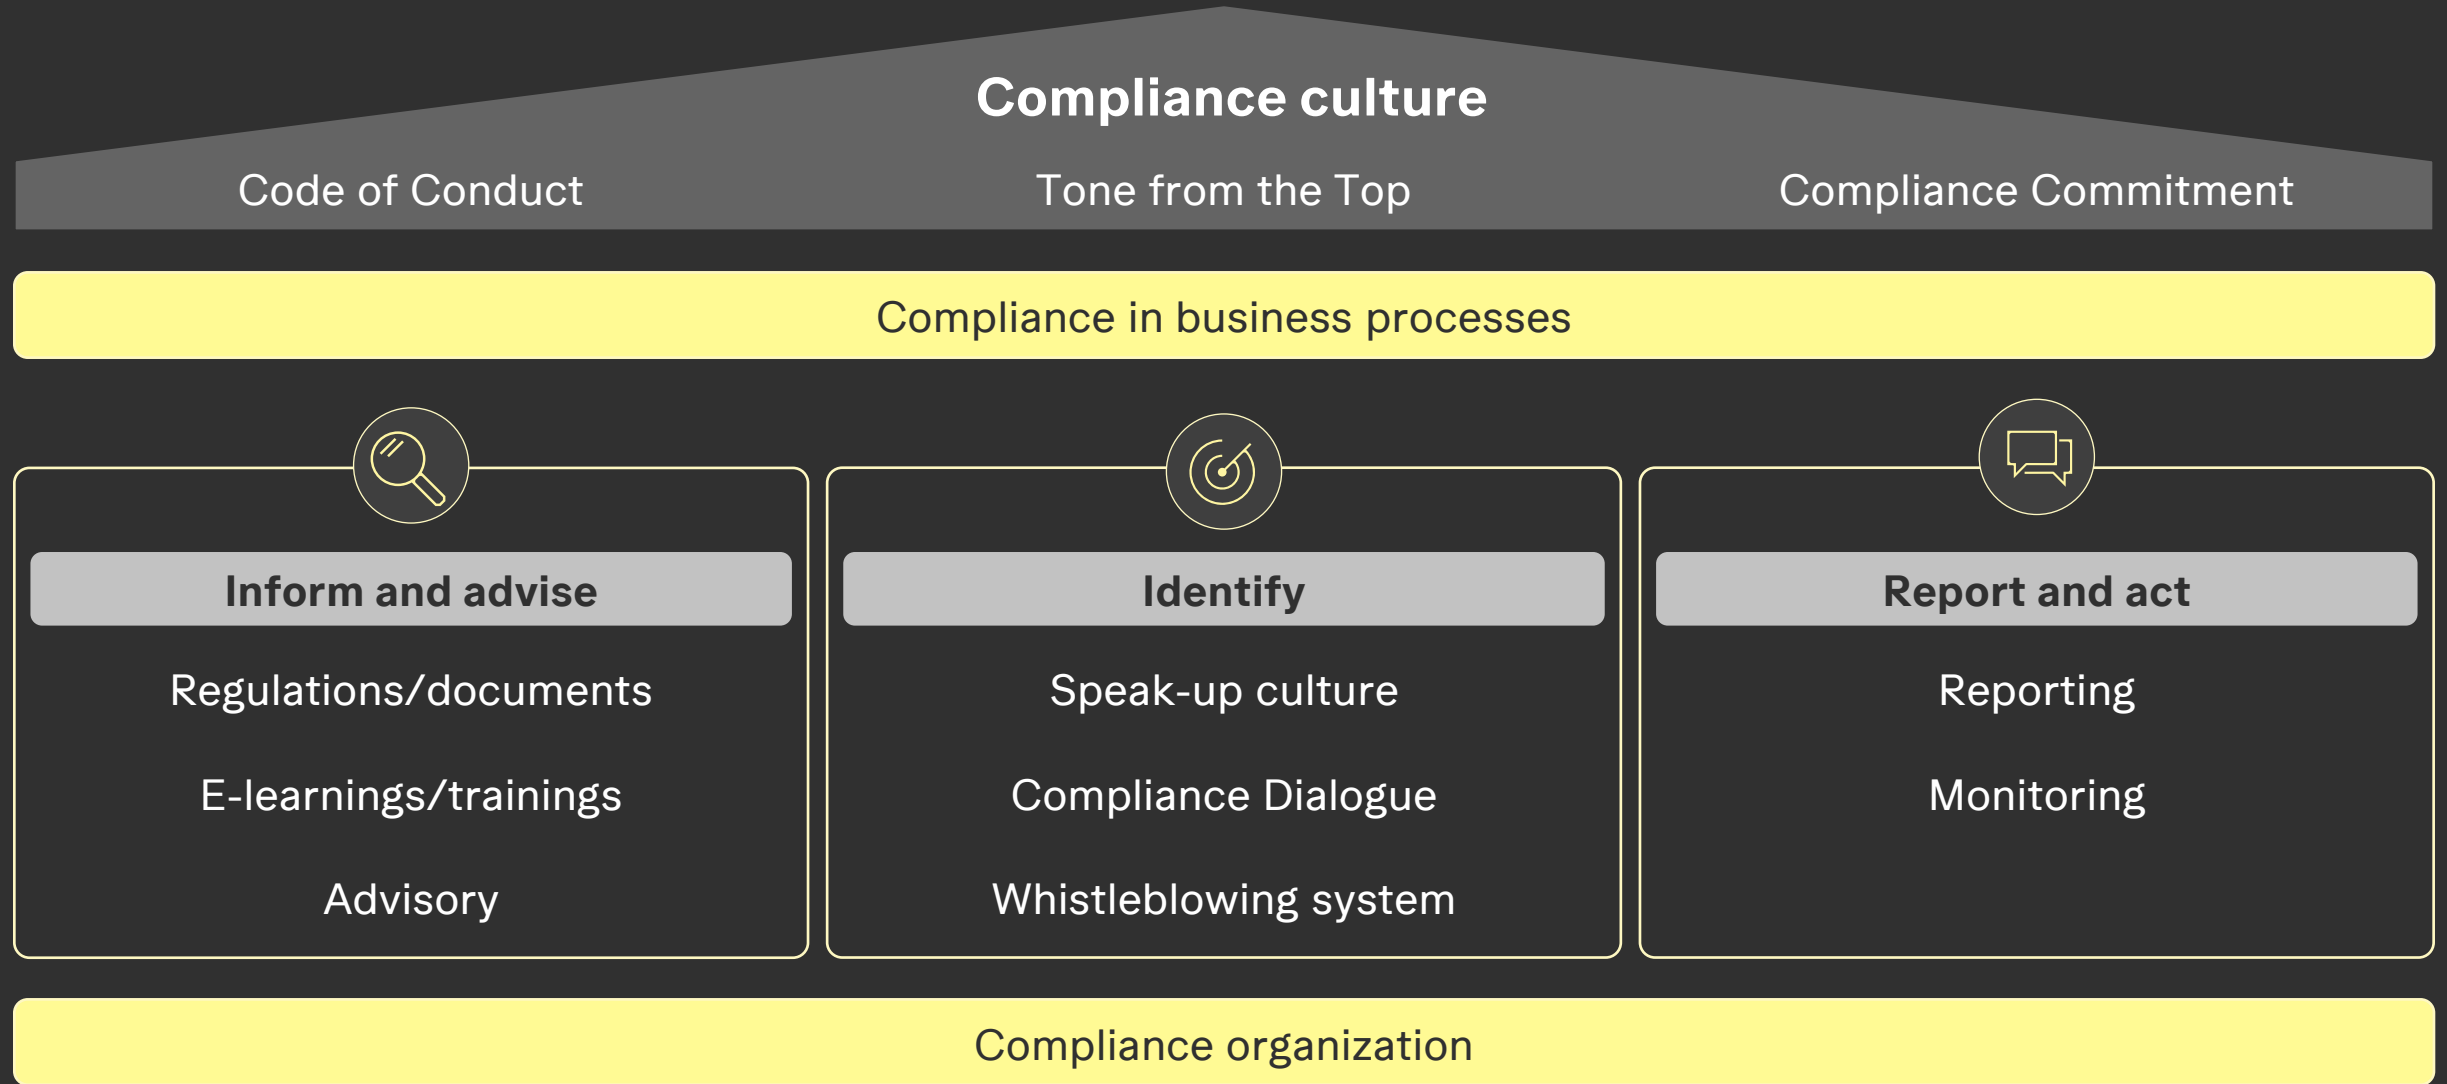 Compliance culture
Code of Conduct
Tone from the Top
Compliance Commitment
Compliance in business processes
Inform and advise
Regulations/documents
E-learnings/trainings
Advisory
Identify
Speak-up culture
Compliance Dialogue
Whistleblowing system
Report and act
Reporting
Monitoring
Compliance organization